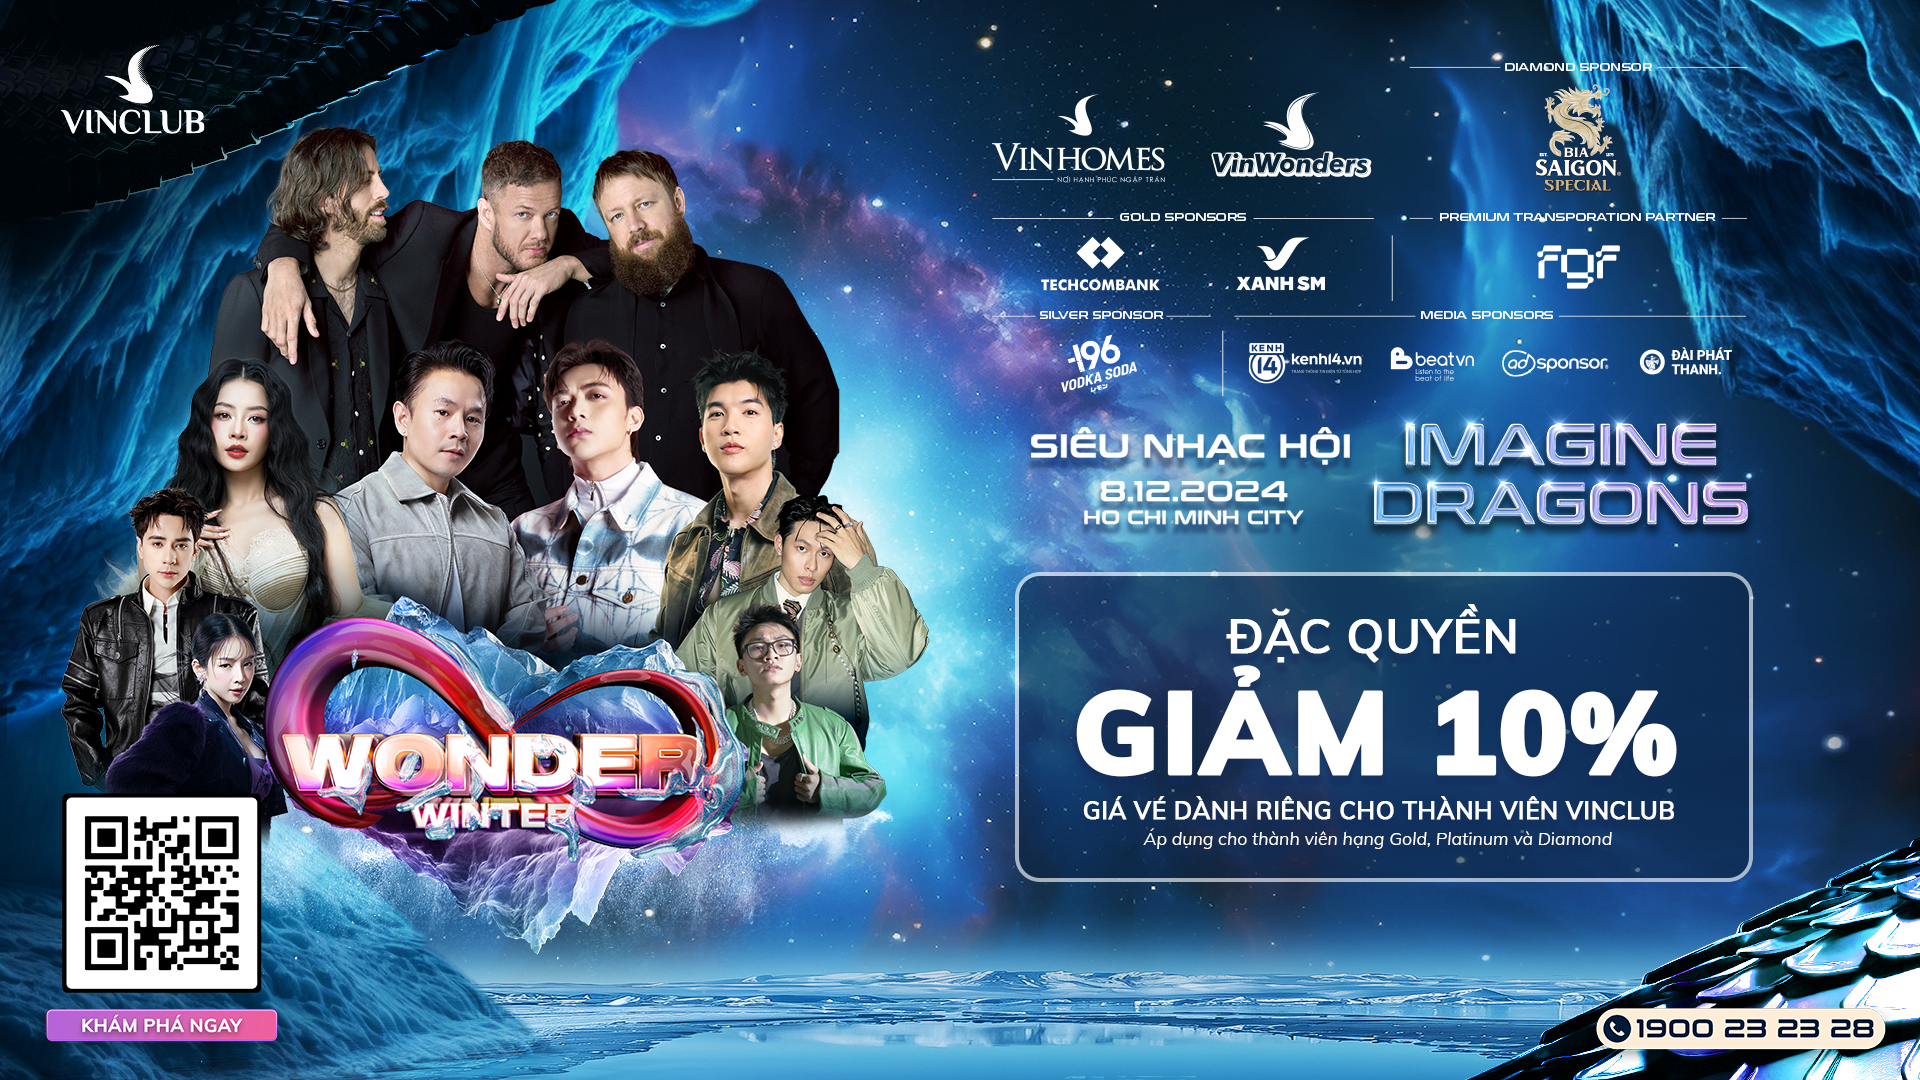 VINCLUB
DIAMOND SPONSOR
VINHOMES
NƠI HẠNH PHÚC NGẬP TRÀN
VinWonders
BIA
SAIGON
SPECIAL
GOLD SPONSORS
PREMIUM TRANSPORATION PARTNER
TECHCOMBANK
XANH SM
fgf
SILVER SPONSOR
MEDIA SPONSORS
-196
VODKA SODA
KENH
14
kenh14.vn
beatvn
Listen to the
beat of life
ad sponsor
ĐÀI PHÁT
THANH.
SIÊU NHẠC HỘI
8.12.2024
HO CHI MINH CITY
IMAGINE
DRAGONS
ĐẶC QUYỀN
GIẢM 10%
GIÁ VÉ DÀNH RIÊNG CHO THÀNH VIÊN VINCLUB
Áp dụng cho thành viên hạng Gold, Platinum và Diamond
WONDER
WINTER
KHÁM PHÁ NGAY
1900 23 23 28